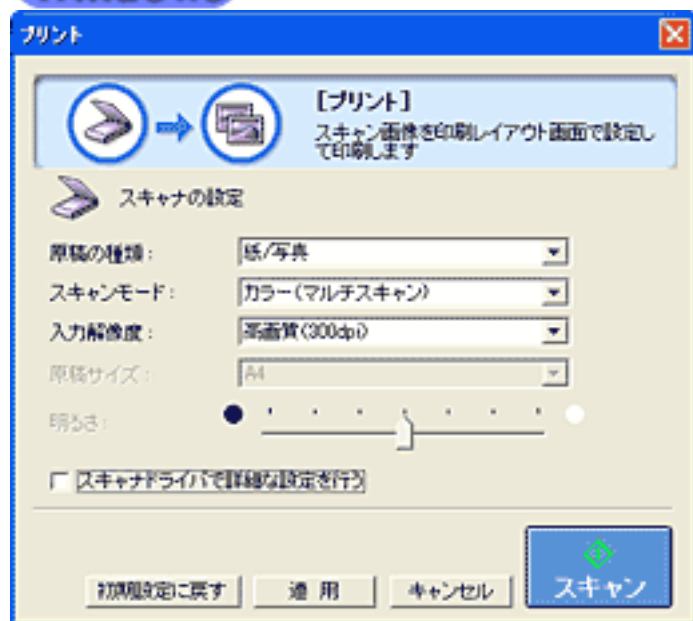 プリント
[プリント]
スキャン画像を印刷レイアウト画面で設定し
て印刷します
スキャナの設定
原稿の種類：
紙/写真
スキャンモード：
カラー(マルチスキャン)
入力解像度：
高画質(300dpi)
原稿サイズ：
A4
明るさ：
スキャナドライバで詳細な設定を行う
初期設定に戻す
適 用
キャンセル
スキャン